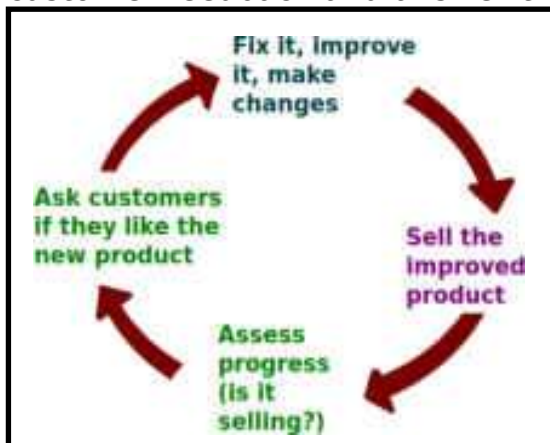 Fix it, improve
it, make
changes
Sell the
improved
product
Assess
progress
(is it
selling?)
Ask customers
if they like the
new product